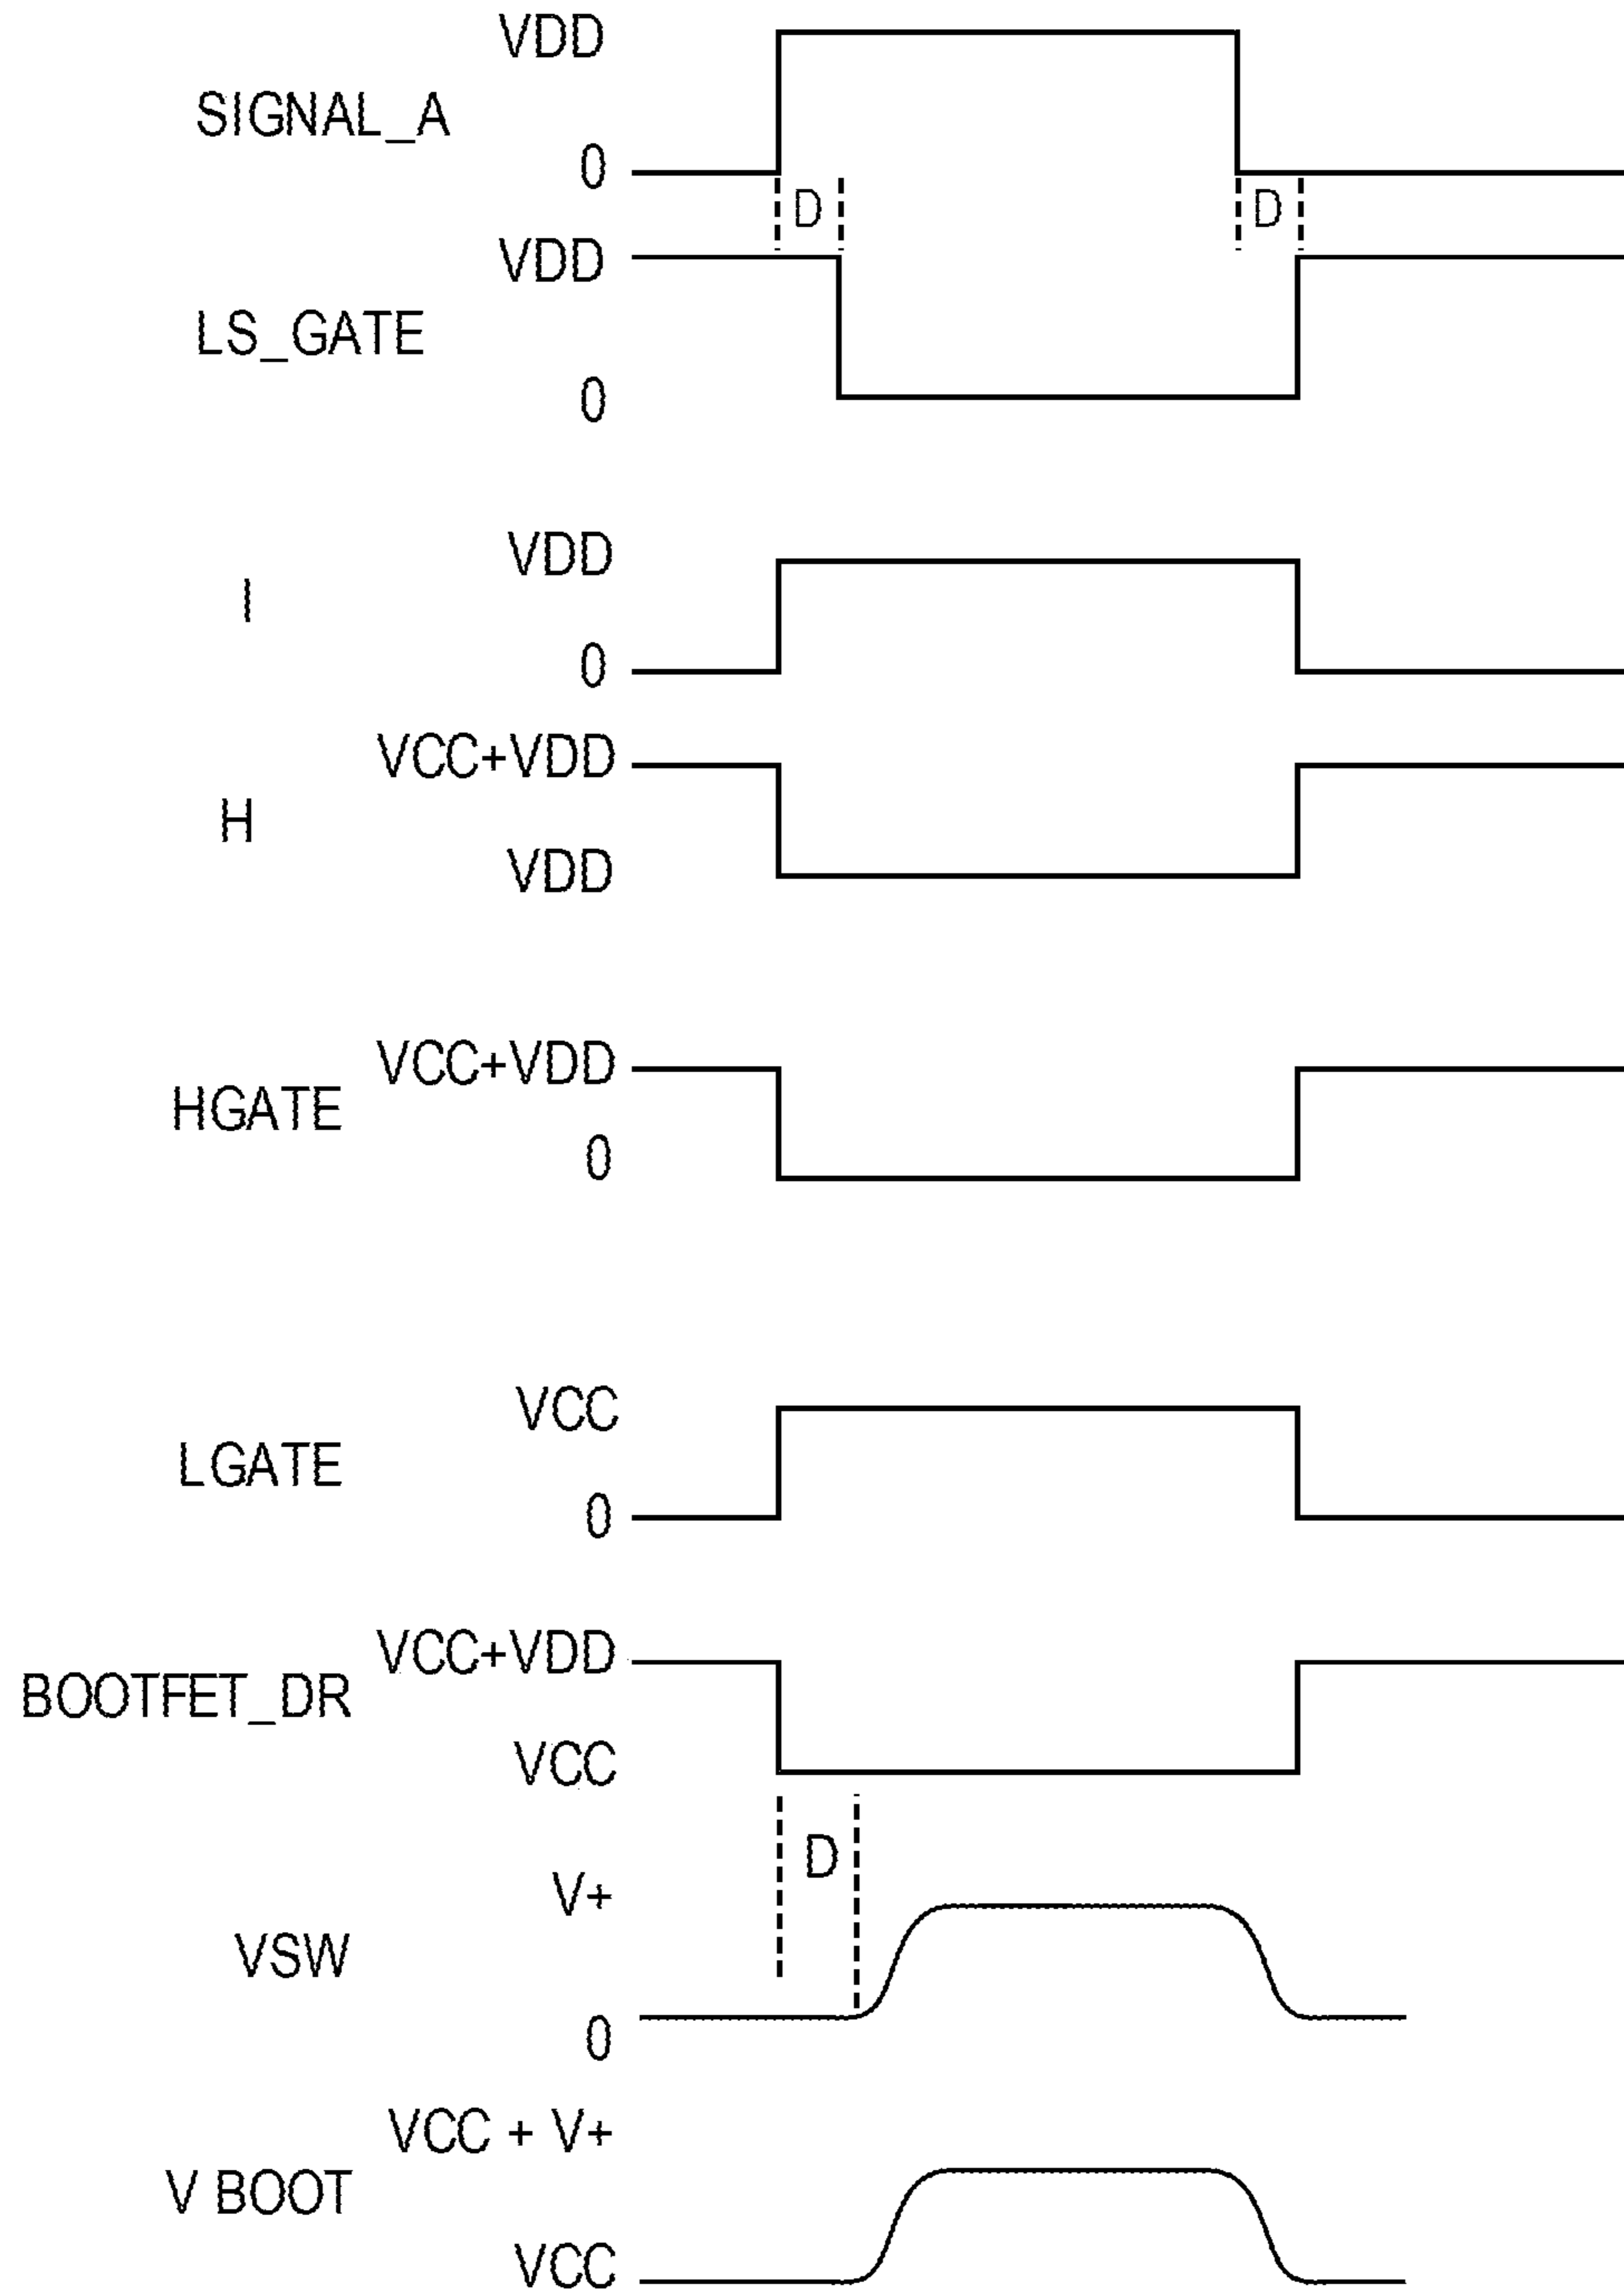 VDD
SIGNAL_A
0
D D
VDD
LS_GATE
0
VDD
I
0
VCC+VDD
H
VDD
VCC+VDD
HGATE
0
VCC
LGATE
0
VCC+VDD
BOOTFET_DR
VCC
D
V+
VSW
0
VCC + V+
V BOOT
VCC